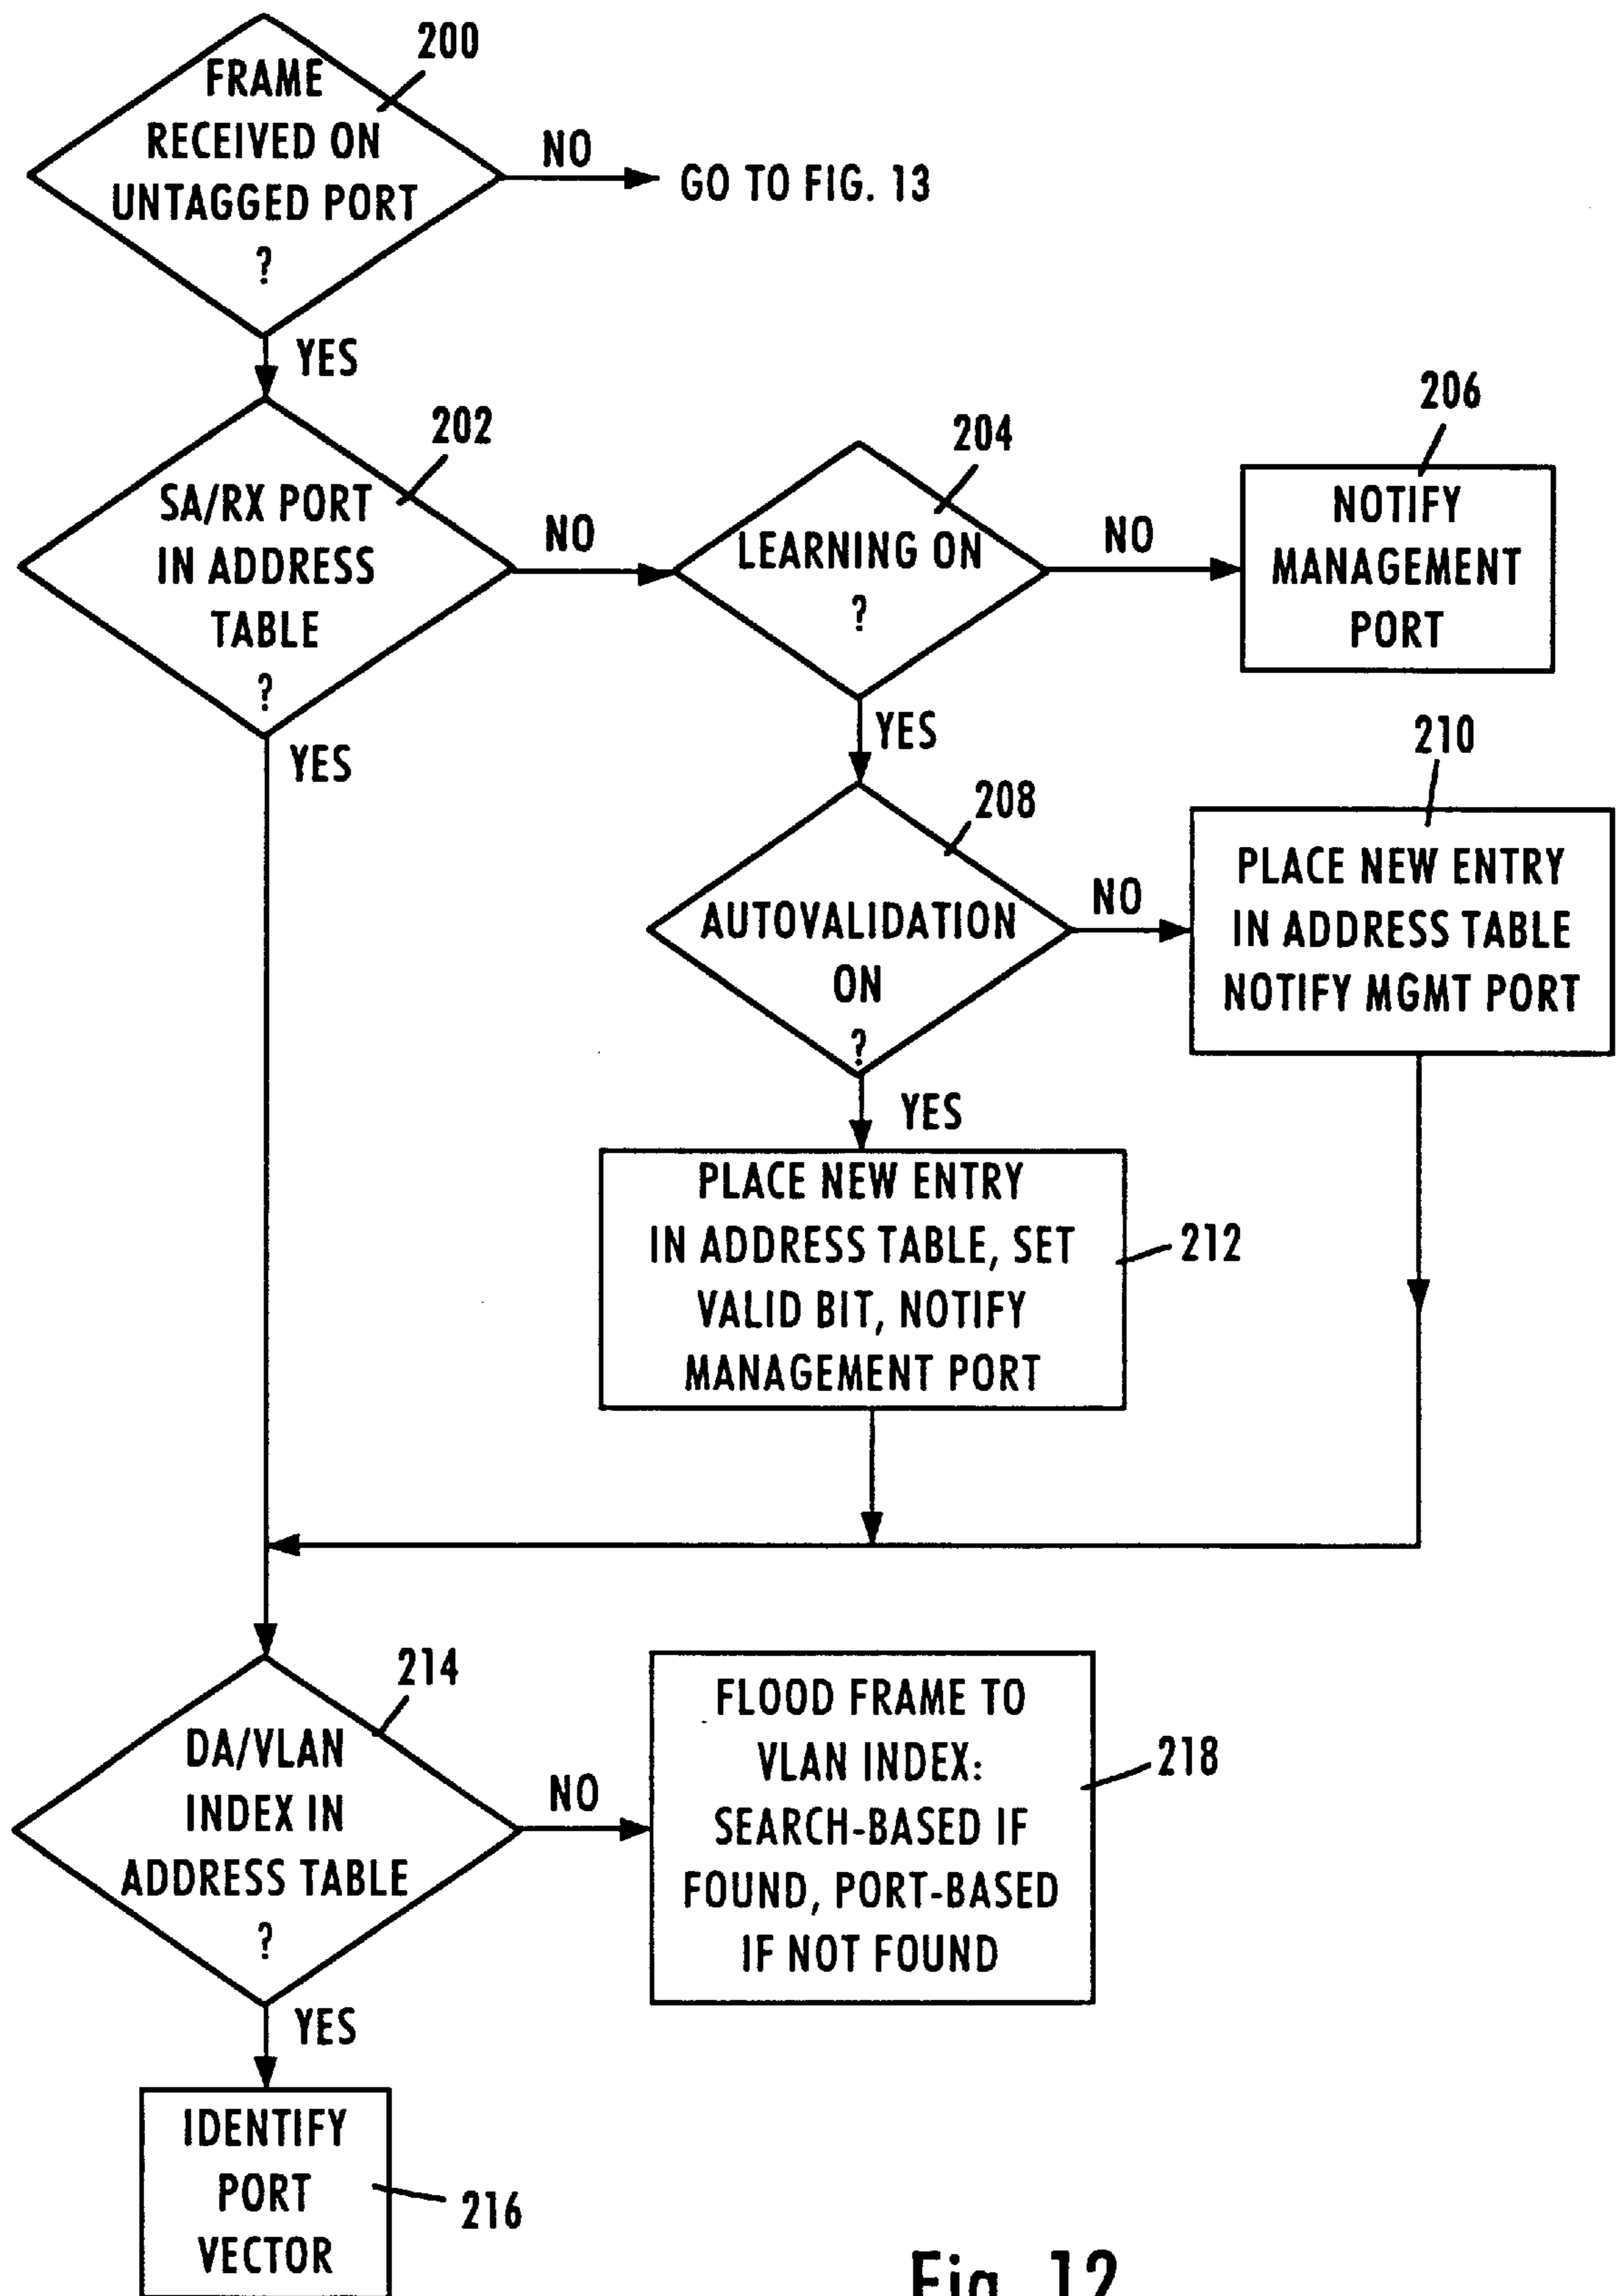 200
FRAME
RECEIVED ON
UNTAGGED PORT
?
NO
GO TO FIG. 13
YES
202
SA/RX PORT
IN ADDRESS
TABLE
?
NO
YES
204
LEARNING ON
?
NO
YES
206
NOTIFY
MANAGEMENT
PORT
208
AUTOVALIDATION
ON
?
NO
YES
210
PLACE NEW ENTRY
IN ADDRESS TABLE
NOTIFY MGMT PORT
PLACE NEW ENTRY
IN ADDRESS TABLE, SET
VALID BIT, NOTIFY
MANAGEMENT PORT
212
214
DA/VLAN
INDEX IN
ADDRESS TABLE
?
NO
YES
FLOOD FRAME TO
VLAN INDEX:
SEARCH-BASED IF
FOUND, PORT-BASED
IF NOT FOUND
218
IDENTIFY
PORT
VECTOR
216
Fig. 12